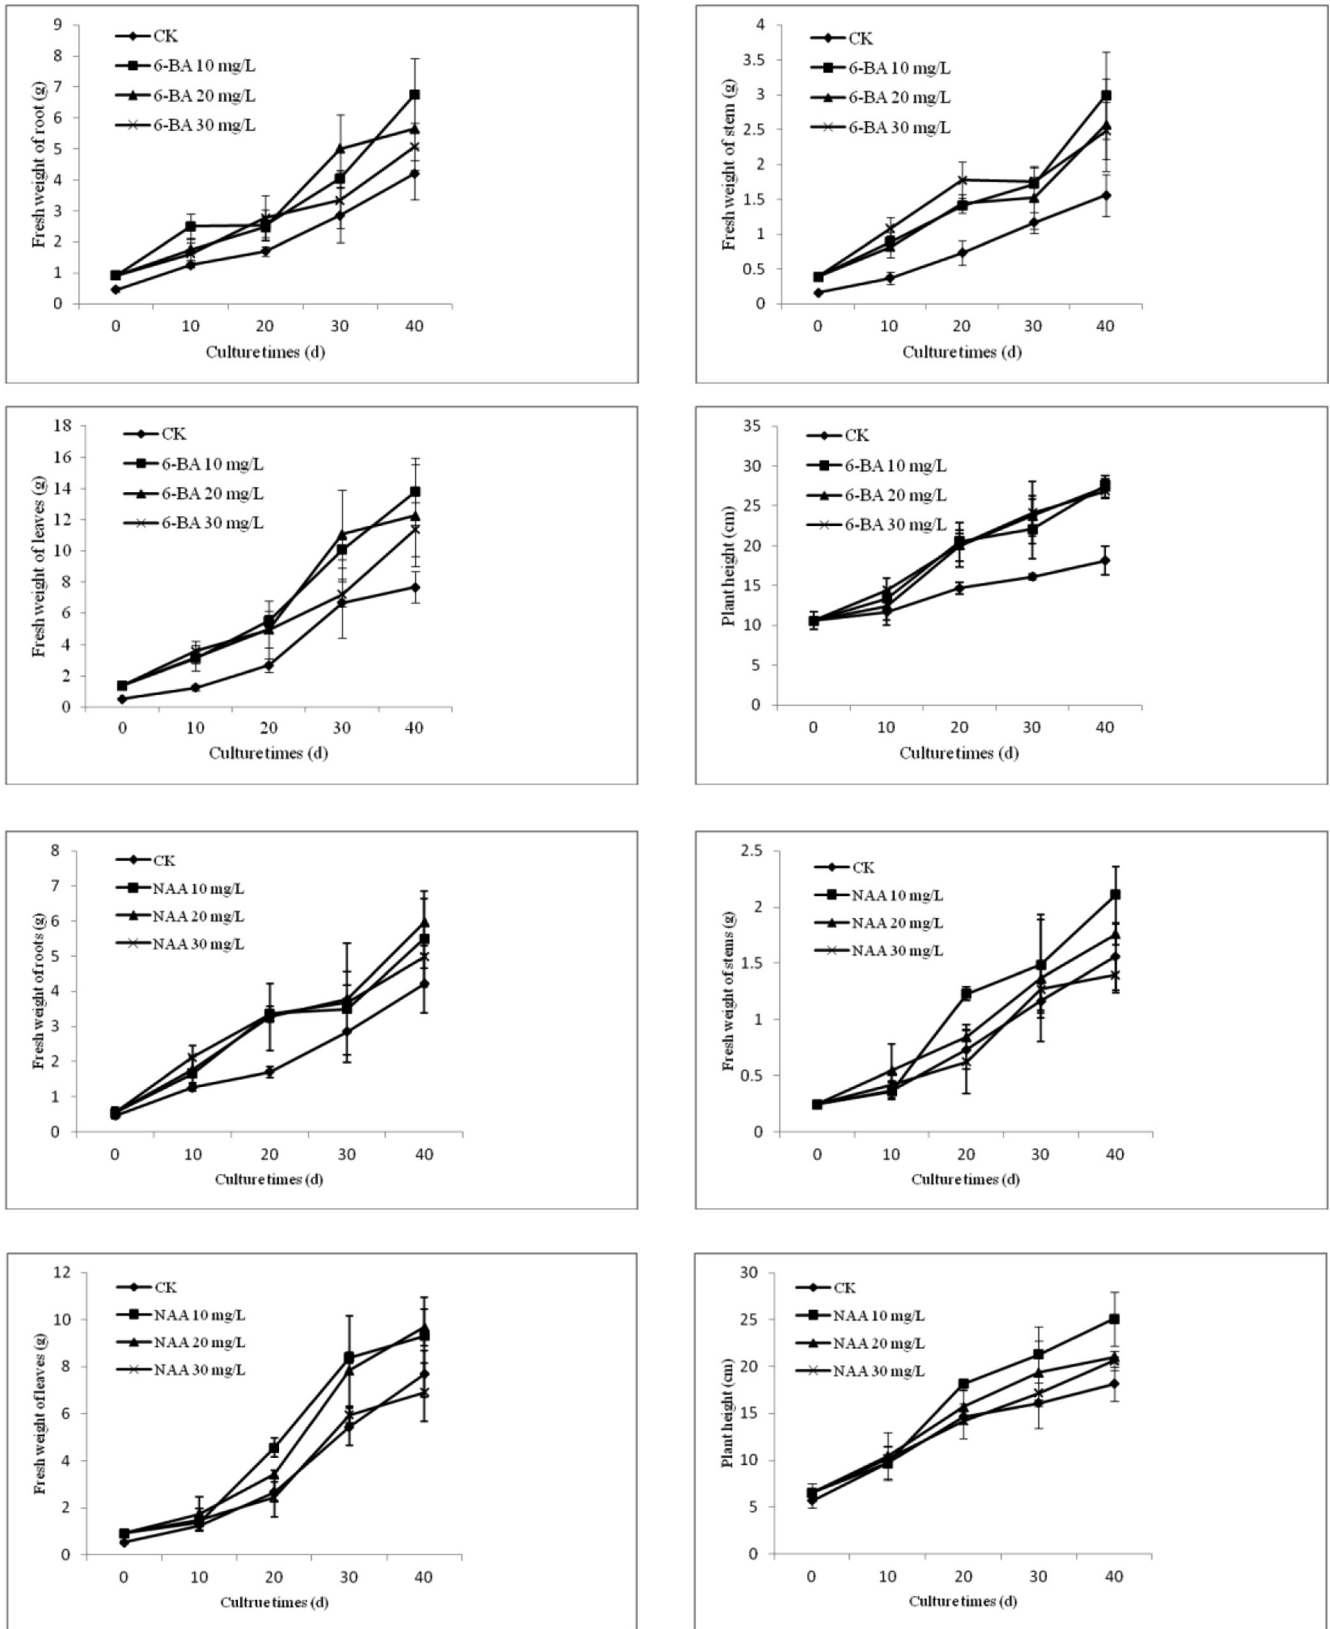 9
8
7
6
5
4
3
2
1
0
Fresh weight of root (g)
CK
6-BA 10 mg/L
6-BA 20 mg/L
6-BA 30 mg/L
0 10 20 30 40
Culture times (d)
4
3.5
3
2.5
2
1.5
1
0.5
0
Fresh weight of stem (g)
CK
6-BA 10 mg/L
6-BA 20 mg/L
6-BA 30 mg/L
0 10 20 30 40
Culture times (d)
18
16
14
12
10
8
6
4
2
0
Fresh weight of leaves (g)
CK
6-BA 10 mg/L
6-BA 20 mg/L
6-BA 30 mg/L
0 10 20 30 40
Culture times (d)
35
30
25
20
15
10
5
0
Plant height (cm)
CK
6-BA 10 mg/L
6-BA 20 mg/L
6-BA 30 mg/L
0 10 20 30 40
Culture times (d)
8
7
6
5
4
3
2
1
0
Fresh weight of roots (g)
CK
NAA 10 mg/L
NAA 20 mg/L
NAA 30 mg/L
0 10 20 30 40
Culture times (d)
2.5
2
1.5
1
0.5
0
Fresh weight of stems (g)
CK
NAA 10 mg/L
NAA 20 mg/L
NAA 30 mg/L
0 10 20 30 40
Culture times (d)
12
10
8
6
4
2
0
Fresh weight of leaves (g)
CK
NAA 10 mg/L
NAA 20 mg/L
NAA 30 mg/L
0 10 20 30 40
Cultrue times (d)
30
25
20
15
10
5
0
Plant height (cm)
CK
NAA 10 mg/L
NAA 20 mg/L
NAA 30 mg/L
0 10 20 30 40
Culture times (d)